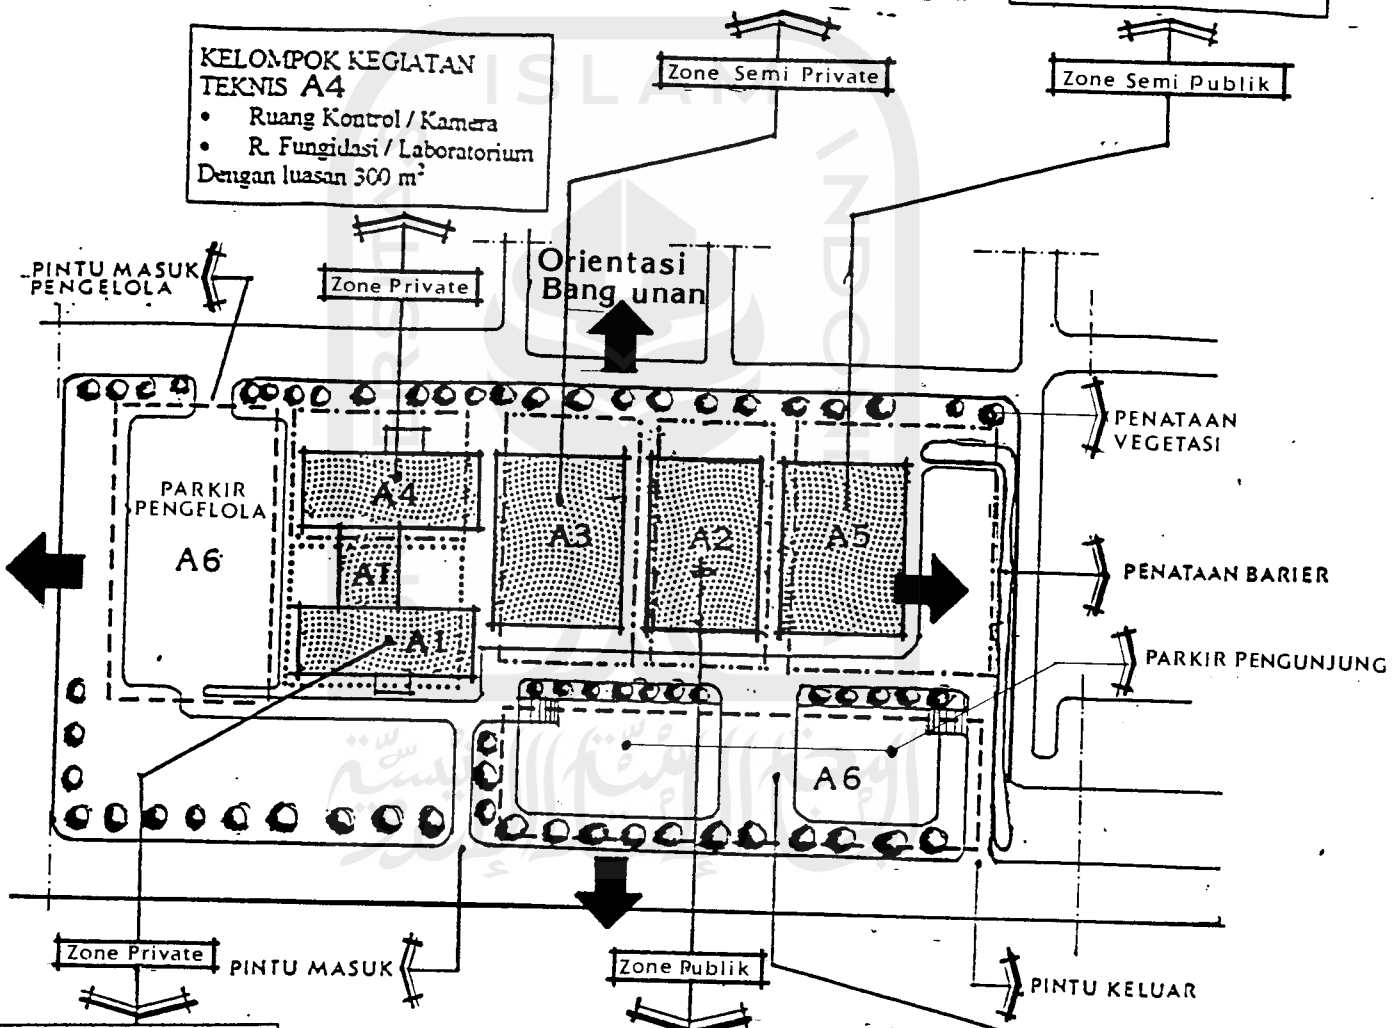 KELOMPOK KEGIATAN
TEKNIS A4
• Ruang Kontrol / Kamera
• R. Fungidasi / Laboratorium
Dengan luasan 300 m²
Zone Semi Private
Zone Semi Publik
ISLAM
PINTU MASUK
PENGELOLA
Zone Private
Orientasi
Bang unan
PENATAAN
VEGETASI
PARKIR
PENGELOLA
A6
A4
A1
A1
A3
A2
A5
PENATAAN BARIER
PARKIR PENGUNJUNG
A6
Zone Private
PINTU MASUK
Zone Publik
PINTU KELUAR